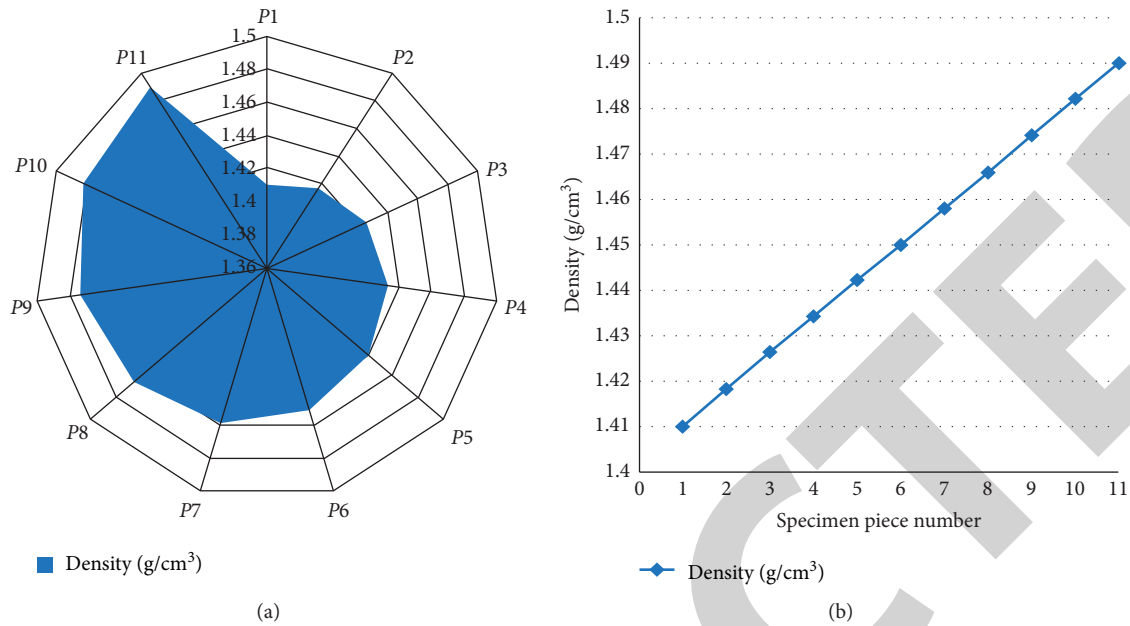 P1
P2
P3
P4
P5
P6
P7
P8
P9
P10
P11
1.5
1.48
1.46
1.44
1.42
1.4
1.38
1.36
Density (g/cm³)
(a)
1.5
1.49
1.48
1.47
1.46
1.45
1.44
1.43
1.42
1.41
1.4
Density (g/cm³)
0 1 2 3 4 5 6 7 8 9 10 11
Specimen piece number
Density (g/cm³)
(b)
CTE